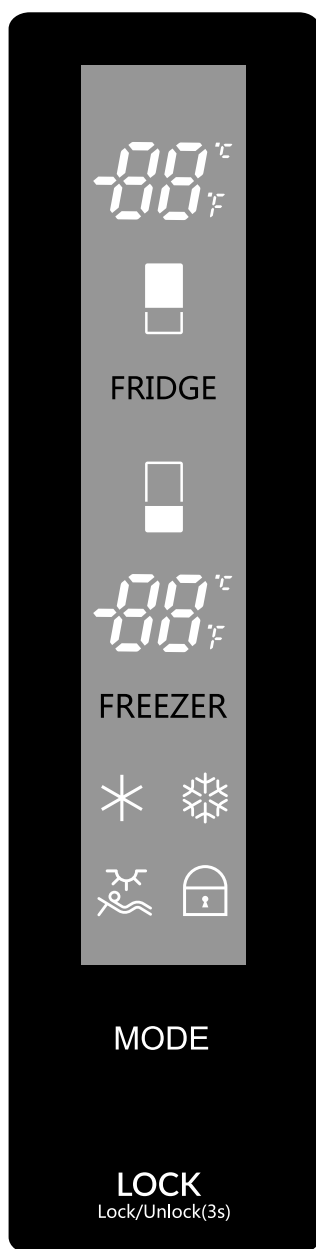 -88 °C
°F
FRIDGE
-88 °C
°F
FREEZER
MODE
LOCK
Lock/Unlock(3s)